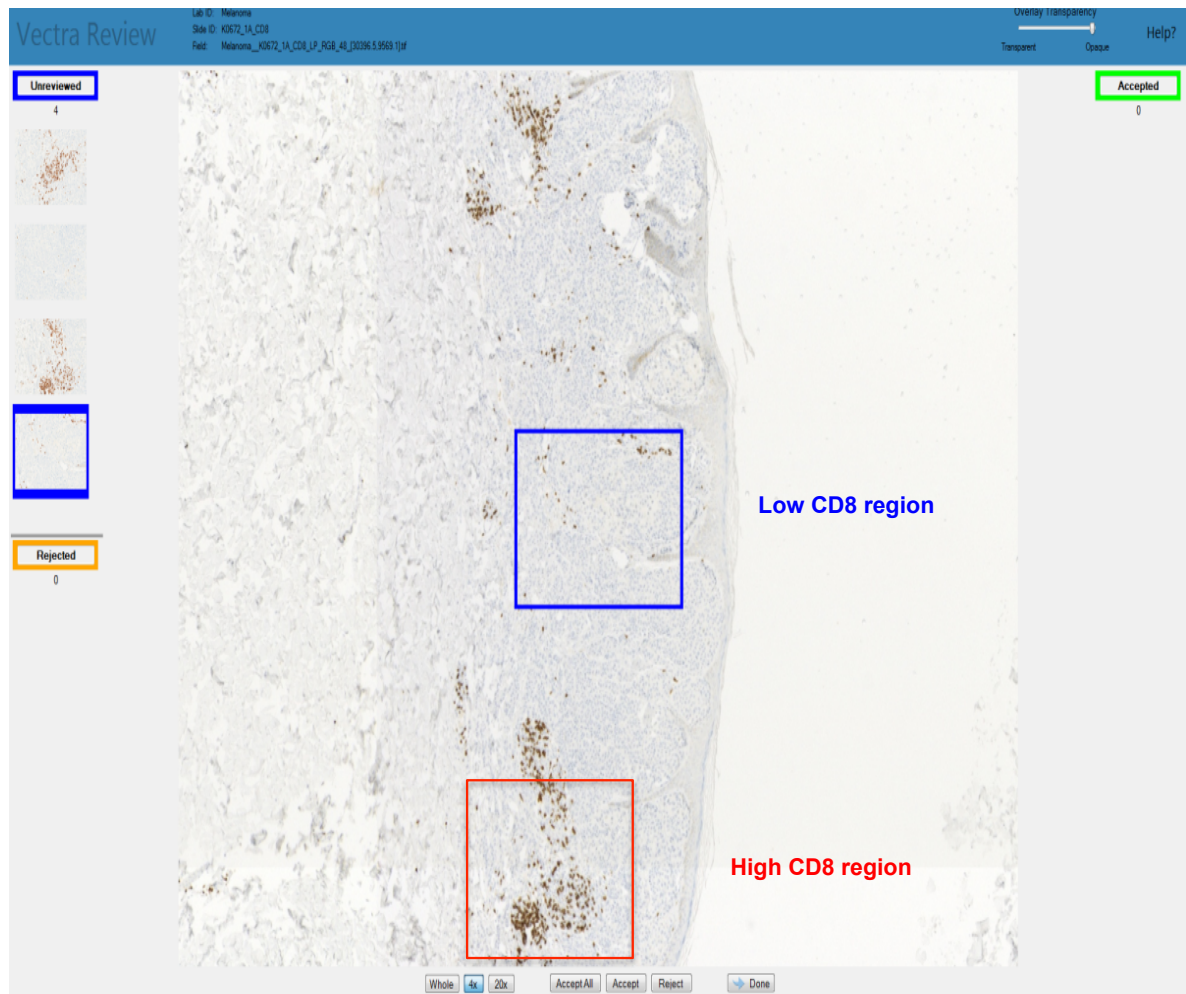 Vectra Review
Lab ID: Melanoma
Slide ID: K0672_1A_CD8
Field: Melanoma__K0672_1A_CD8_LP_RGB_48_[30396.5,9569.1].tif
Overlay Transparency
Transparent Opaque
Help?
Unreviewed
4
Accepted
0
Low CD8 region
Rejected
0
High CD8 region
Whole 4x 20x Accept All Accept Reject Done